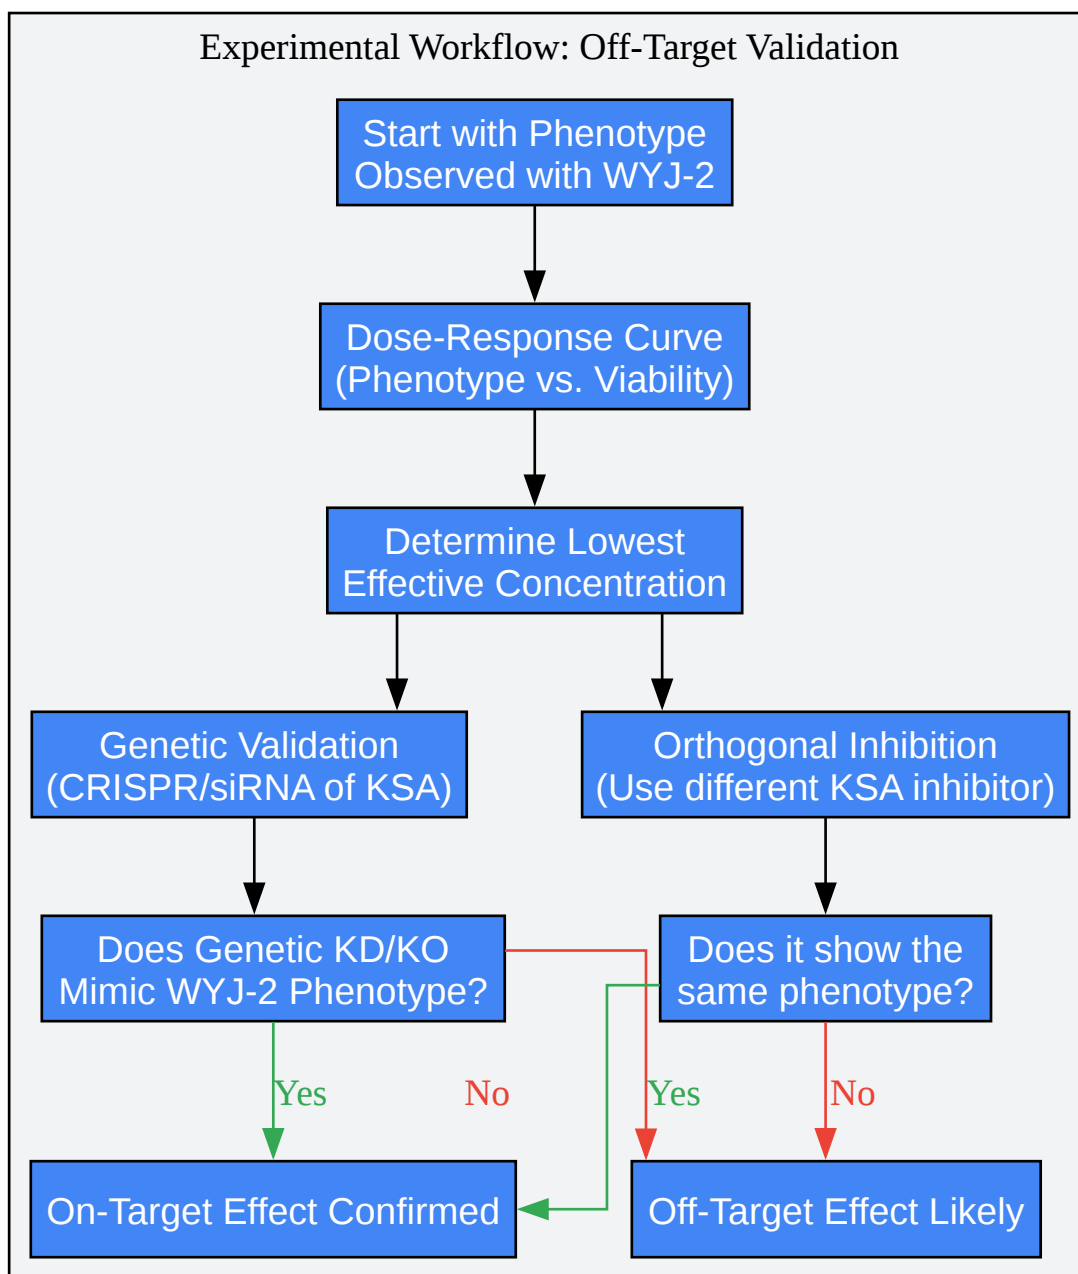 Experimental Workflow: Off-Target Validation
Start with Phenotype
Observed with WYJ-2
Dose-Response Curve
(Phenotype vs. Viability)
Determine Lowest
Effective Concentration
Genetic Validation
(CRISPR/siRNA of KSA)
Orthogonal Inhibition
(Use different KSA inhibitor)
Does Genetic KD/KO
Mimic WYJ-2 Phenotype?
Does it show the
same phenotype?
Yes
No
Yes
No
On-Target Effect Confirmed
Off-Target Effect Likely